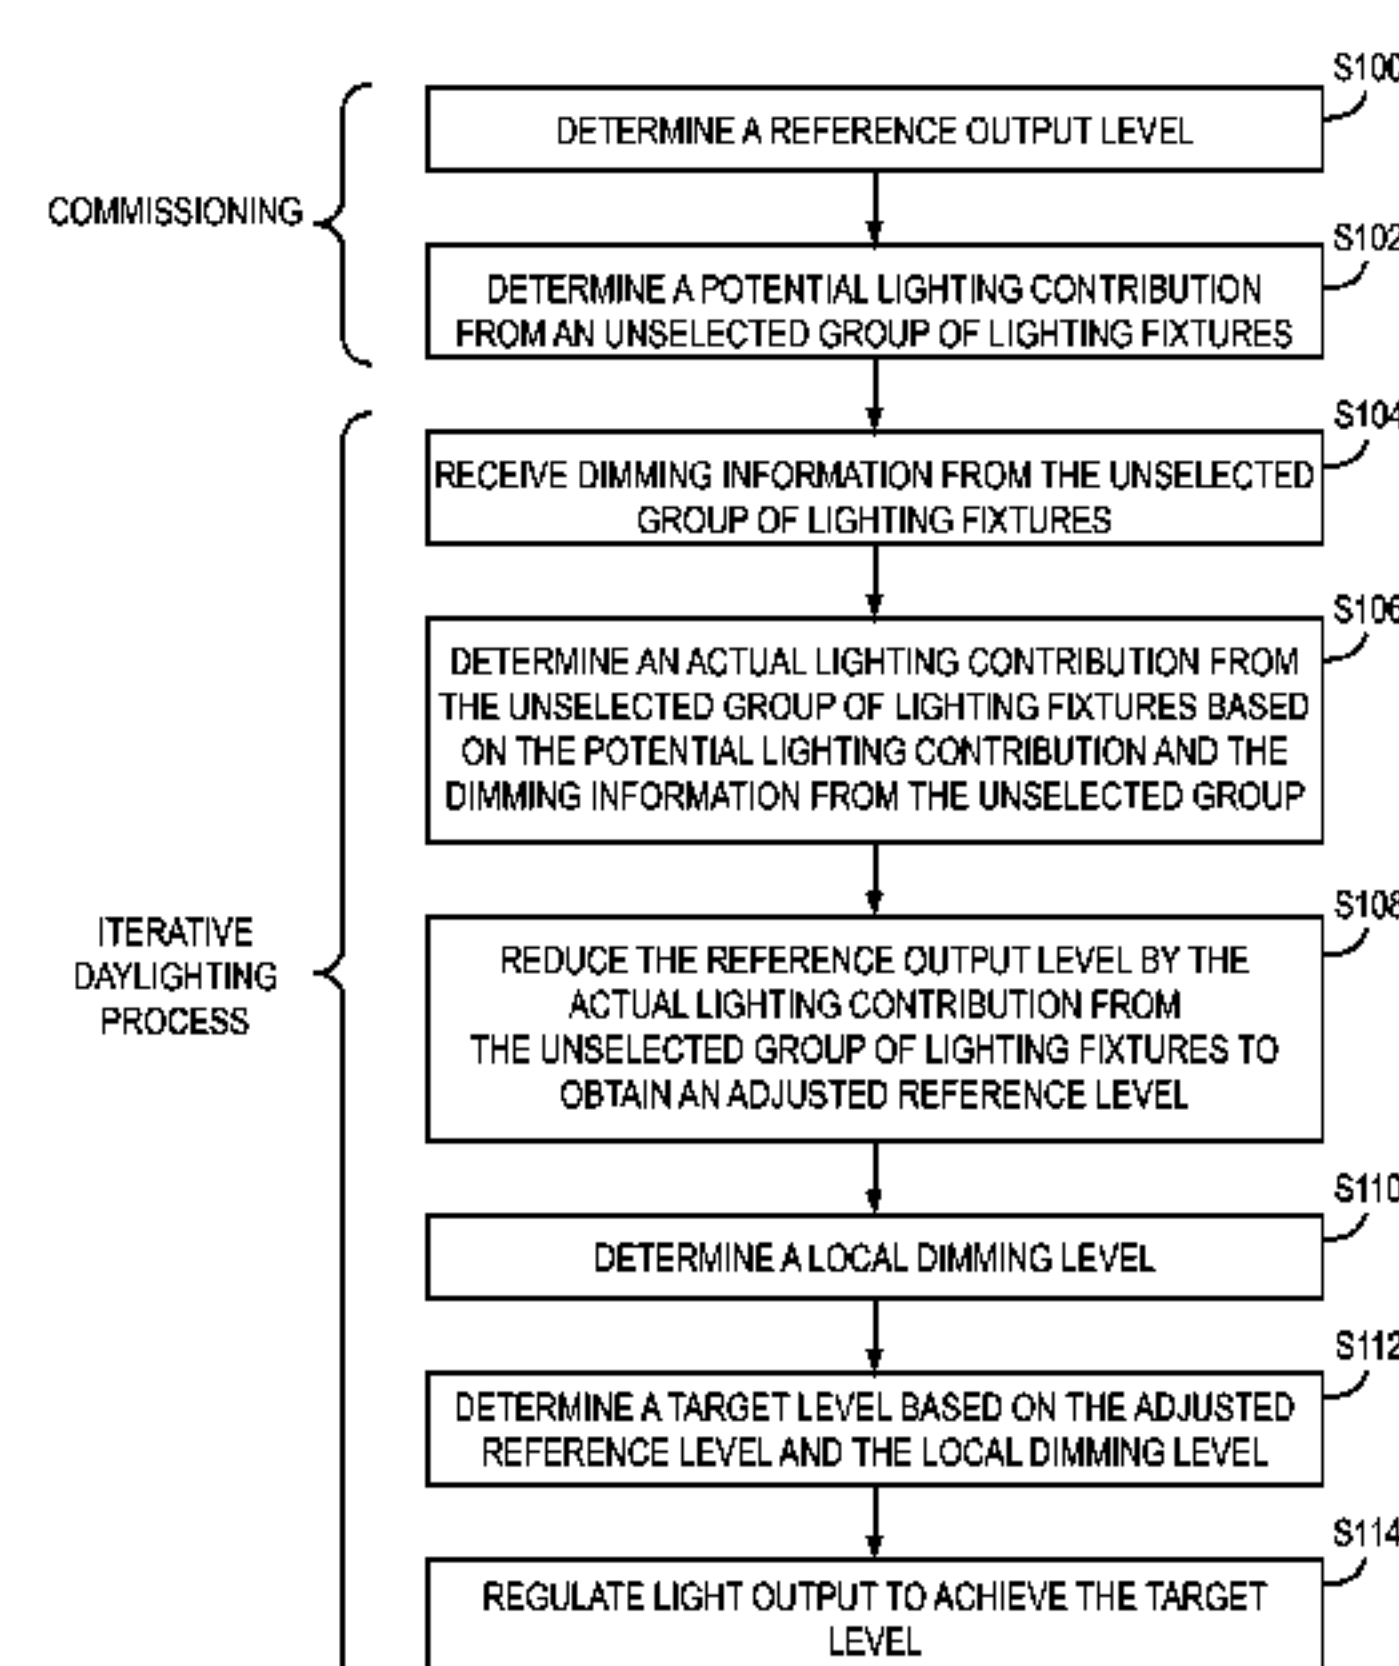 S100
DETERMINE A REFERENCE OUTPUT LEVEL
COMMISSIONING
S102
DETERMINE A POTENTIAL LIGHTING CONTRIBUTION
FROM AN UNSELECTED GROUP OF LIGHTING FIXTURES
S104
RECEIVE DIMMING INFORMATION FROM THE UNSELECTED
GROUP OF LIGHTING FIXTURES
S106
DETERMINE AN ACTUAL LIGHTING CONTRIBUTION FROM
THE UNSELECTED GROUP OF LIGHTING FIXTURES BASED
ON THE POTENTIAL LIGHTING CONTRIBUTION AND THE
DIMMING INFORMATION FROM THE UNSELECTED GROUP
ITERATIVE
DAYLIGHTING
PROCESS
S108
REDUCE THE REFERENCE OUTPUT LEVEL BY THE
ACTUAL LIGHTING CONTRIBUTION FROM
THE UNSELECTED GROUP OF LIGHTING FIXTURES TO
OBTAIN AN ADJUSTED REFERENCE LEVEL
S110
DETERMINE A LOCAL DIMMING LEVEL
S112
DETERMINE A TARGET LEVEL BASED ON THE ADJUSTED
REFERENCE LEVEL AND THE LOCAL DIMMING LEVEL
S114
REGULATE LIGHT OUTPUT TO ACHIEVE THE TARGET
LEVEL